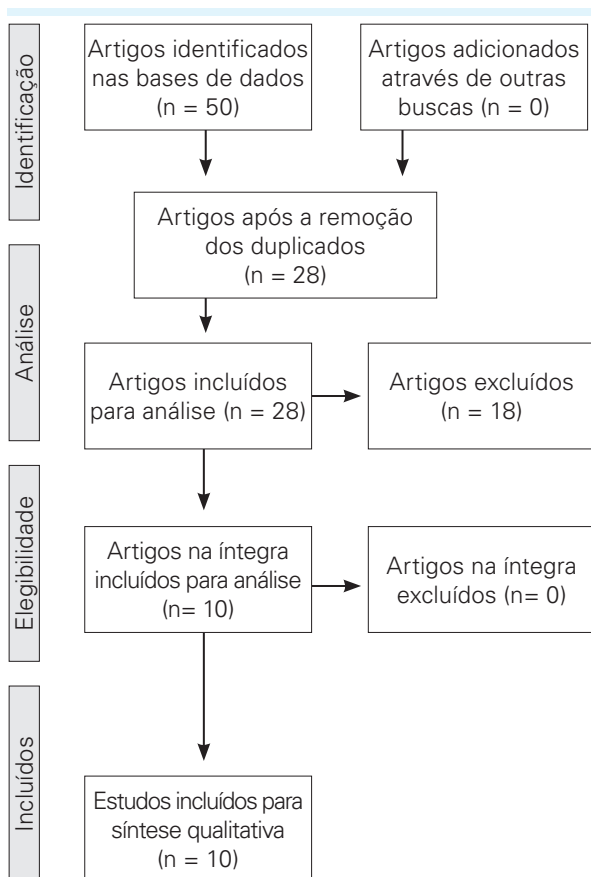 Identificação
Artigos identificados
nas bases de dados
(n = 50)
Artigos adicionados
através de outras
buscas (n = 0)
Artigos após a remoção
dos duplicados
(n = 28)
Análise
Artigos incluídos
para análise (n = 28)
Artigos excluídos
(n = 18)
Elegibilidade
Artigos na íntegra
incluídos para análise
(n= 10)
Artigos na íntegra
excluídos (n= 0)
Incluídos
Estudos incluídos para
síntese qualitativa
(n = 10)